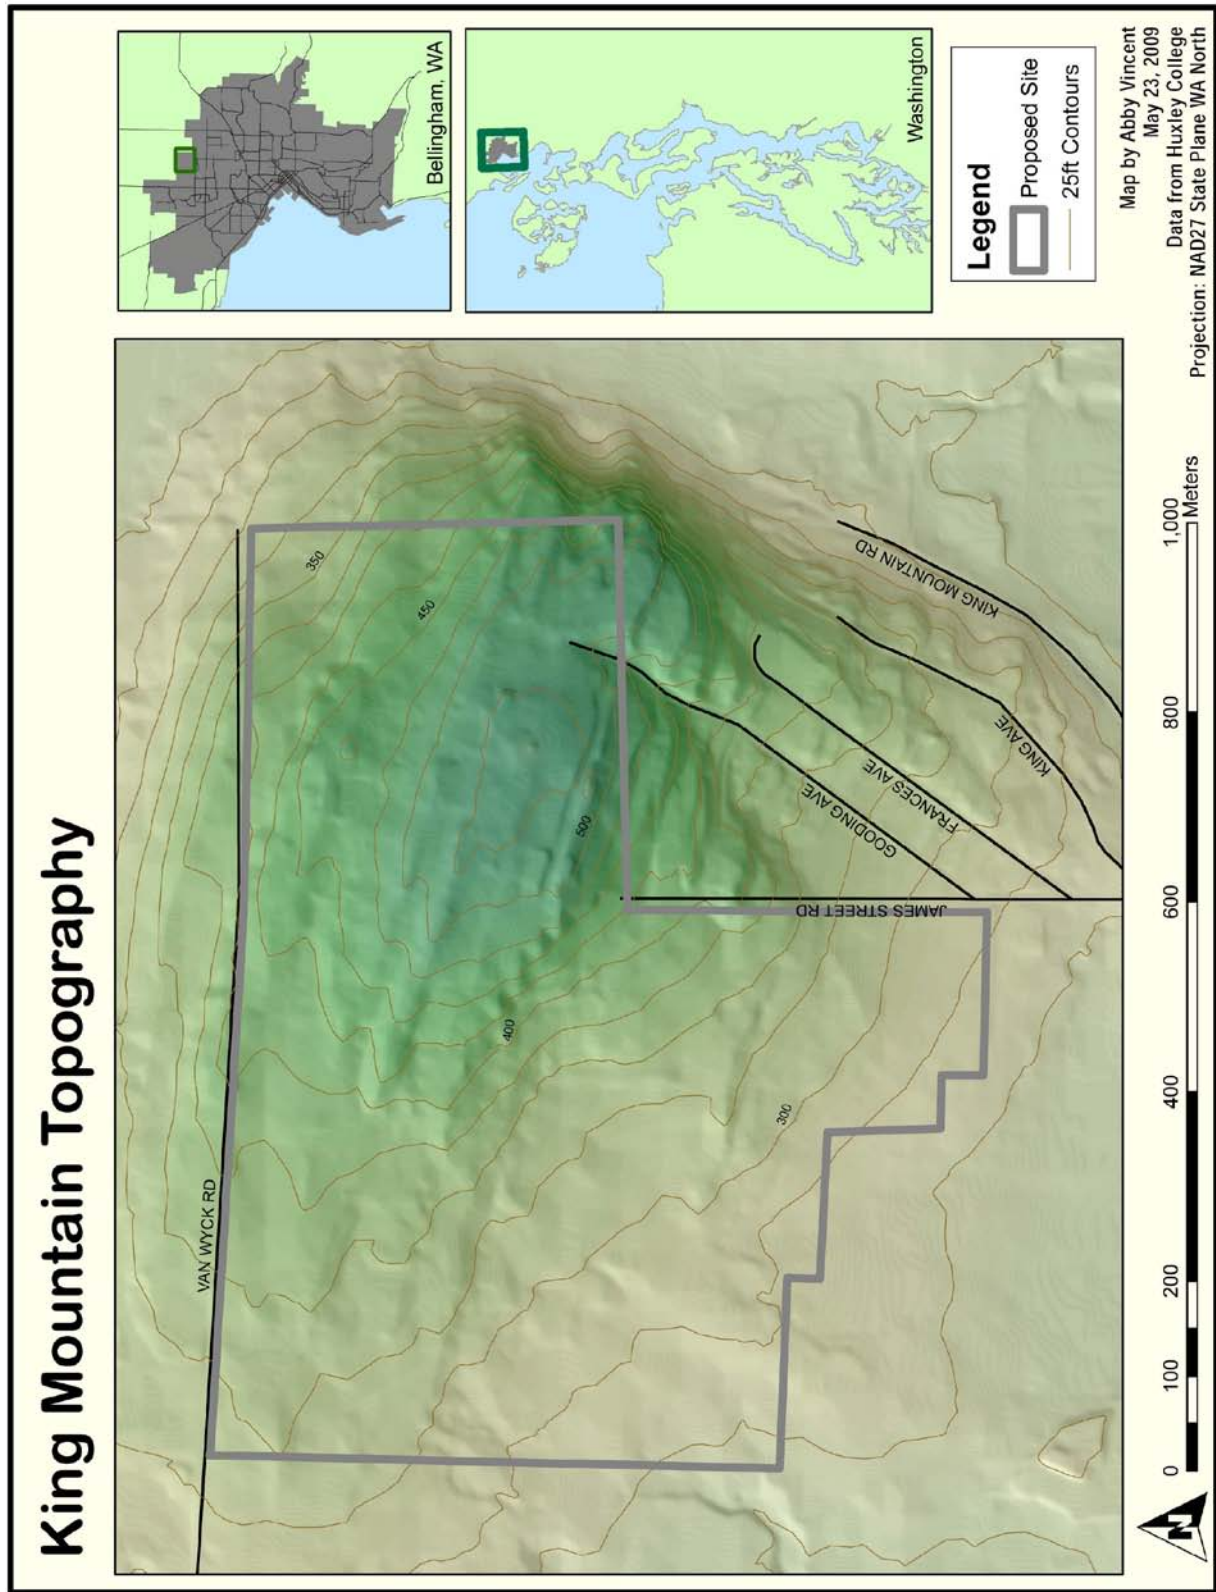 King Mountain Topography
VAN WYCK RD
350
450
500
400
300
JAMES STREET RD
GOODING AVE
FRANCES AVE
KING AVE
KING MOUNTAIN RD
Bellingham, WA
Washington
Legend
Proposed Site
25ft Contours
N
0 100 200 400 600 800 1,000
Meters
Map by Abby Vincent
May 23, 2009
Data from Huxley College
Projection: NAD27 State Plane WA North